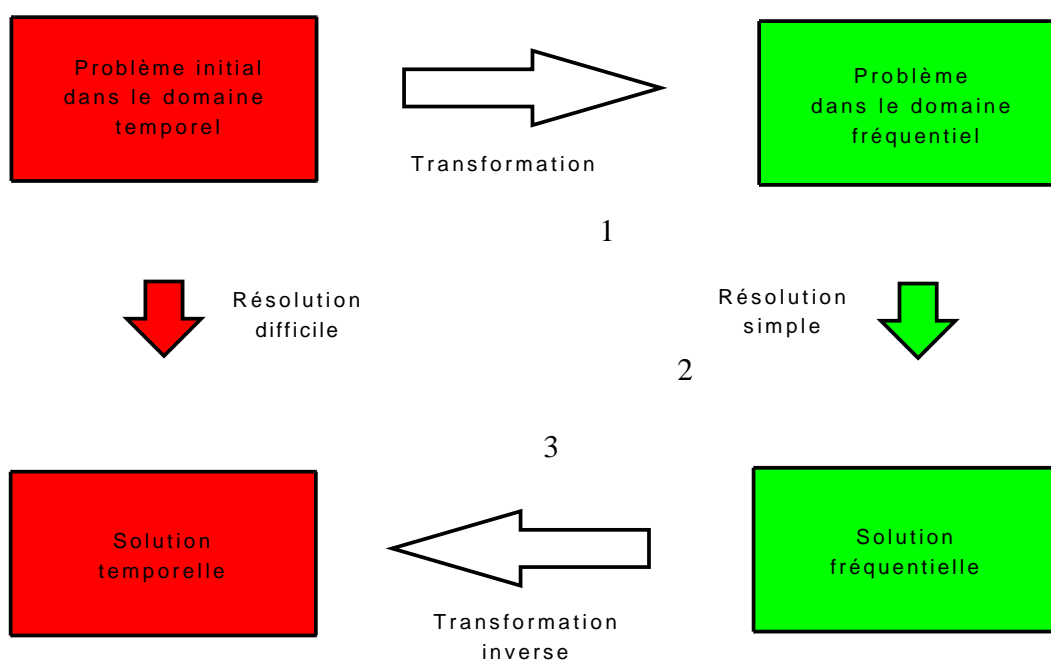 Problème initial
dans le domaine
temporel
Transformation
Problème
dans le domaine
fréquentiel
1
Résolution
difficile
Résolution
simple
2
3
Solution
temporelle
Transformation
inverse
Solution
fréquentielle